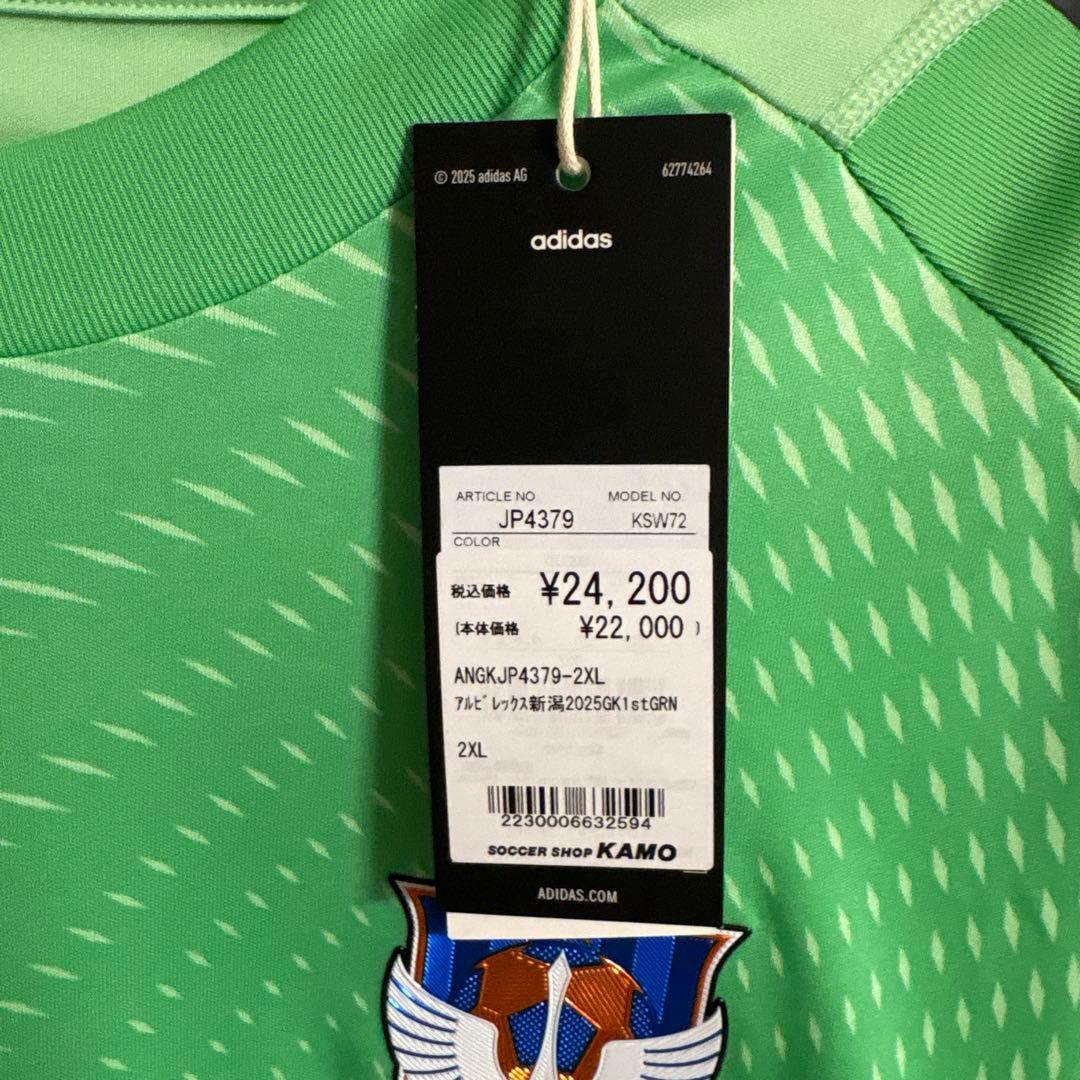 © 2025 adidas AG 62774264
adidas
ARTICLE NO MODEL NO.
JP4379 KSW72
COLOR
税込価格 ¥24,200
(本体価格 ¥22,000 )
ANGKJP4379-2XL
ｱﾙﾋﾞﾚｯｸｽ新潟2025GK1stGRN
2XL
2230006632594
SOCCER SHOP KAMO
ADIDAS.COM